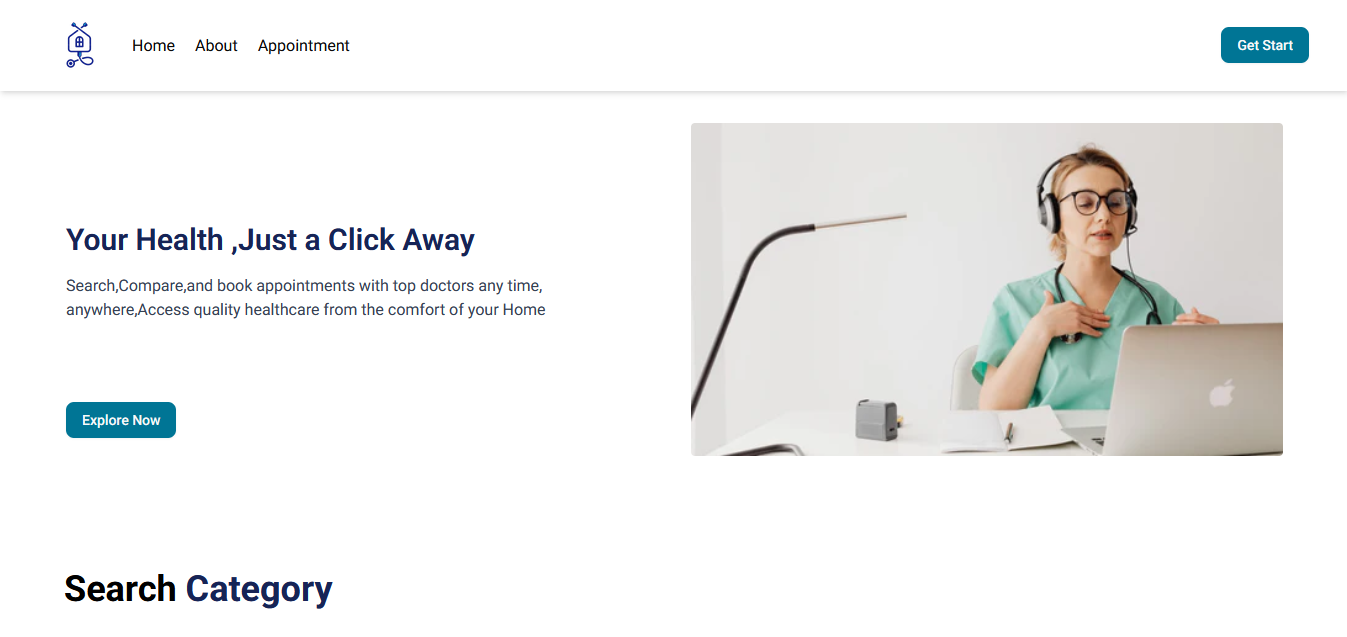 Home About Appointment Get Start
Your Health ,Just a Click Away
Search,Compare,and book appointments with top doctors any time,
anywhere,Access quality healthcare from the comfort of your Home
Explore Now
Search Category